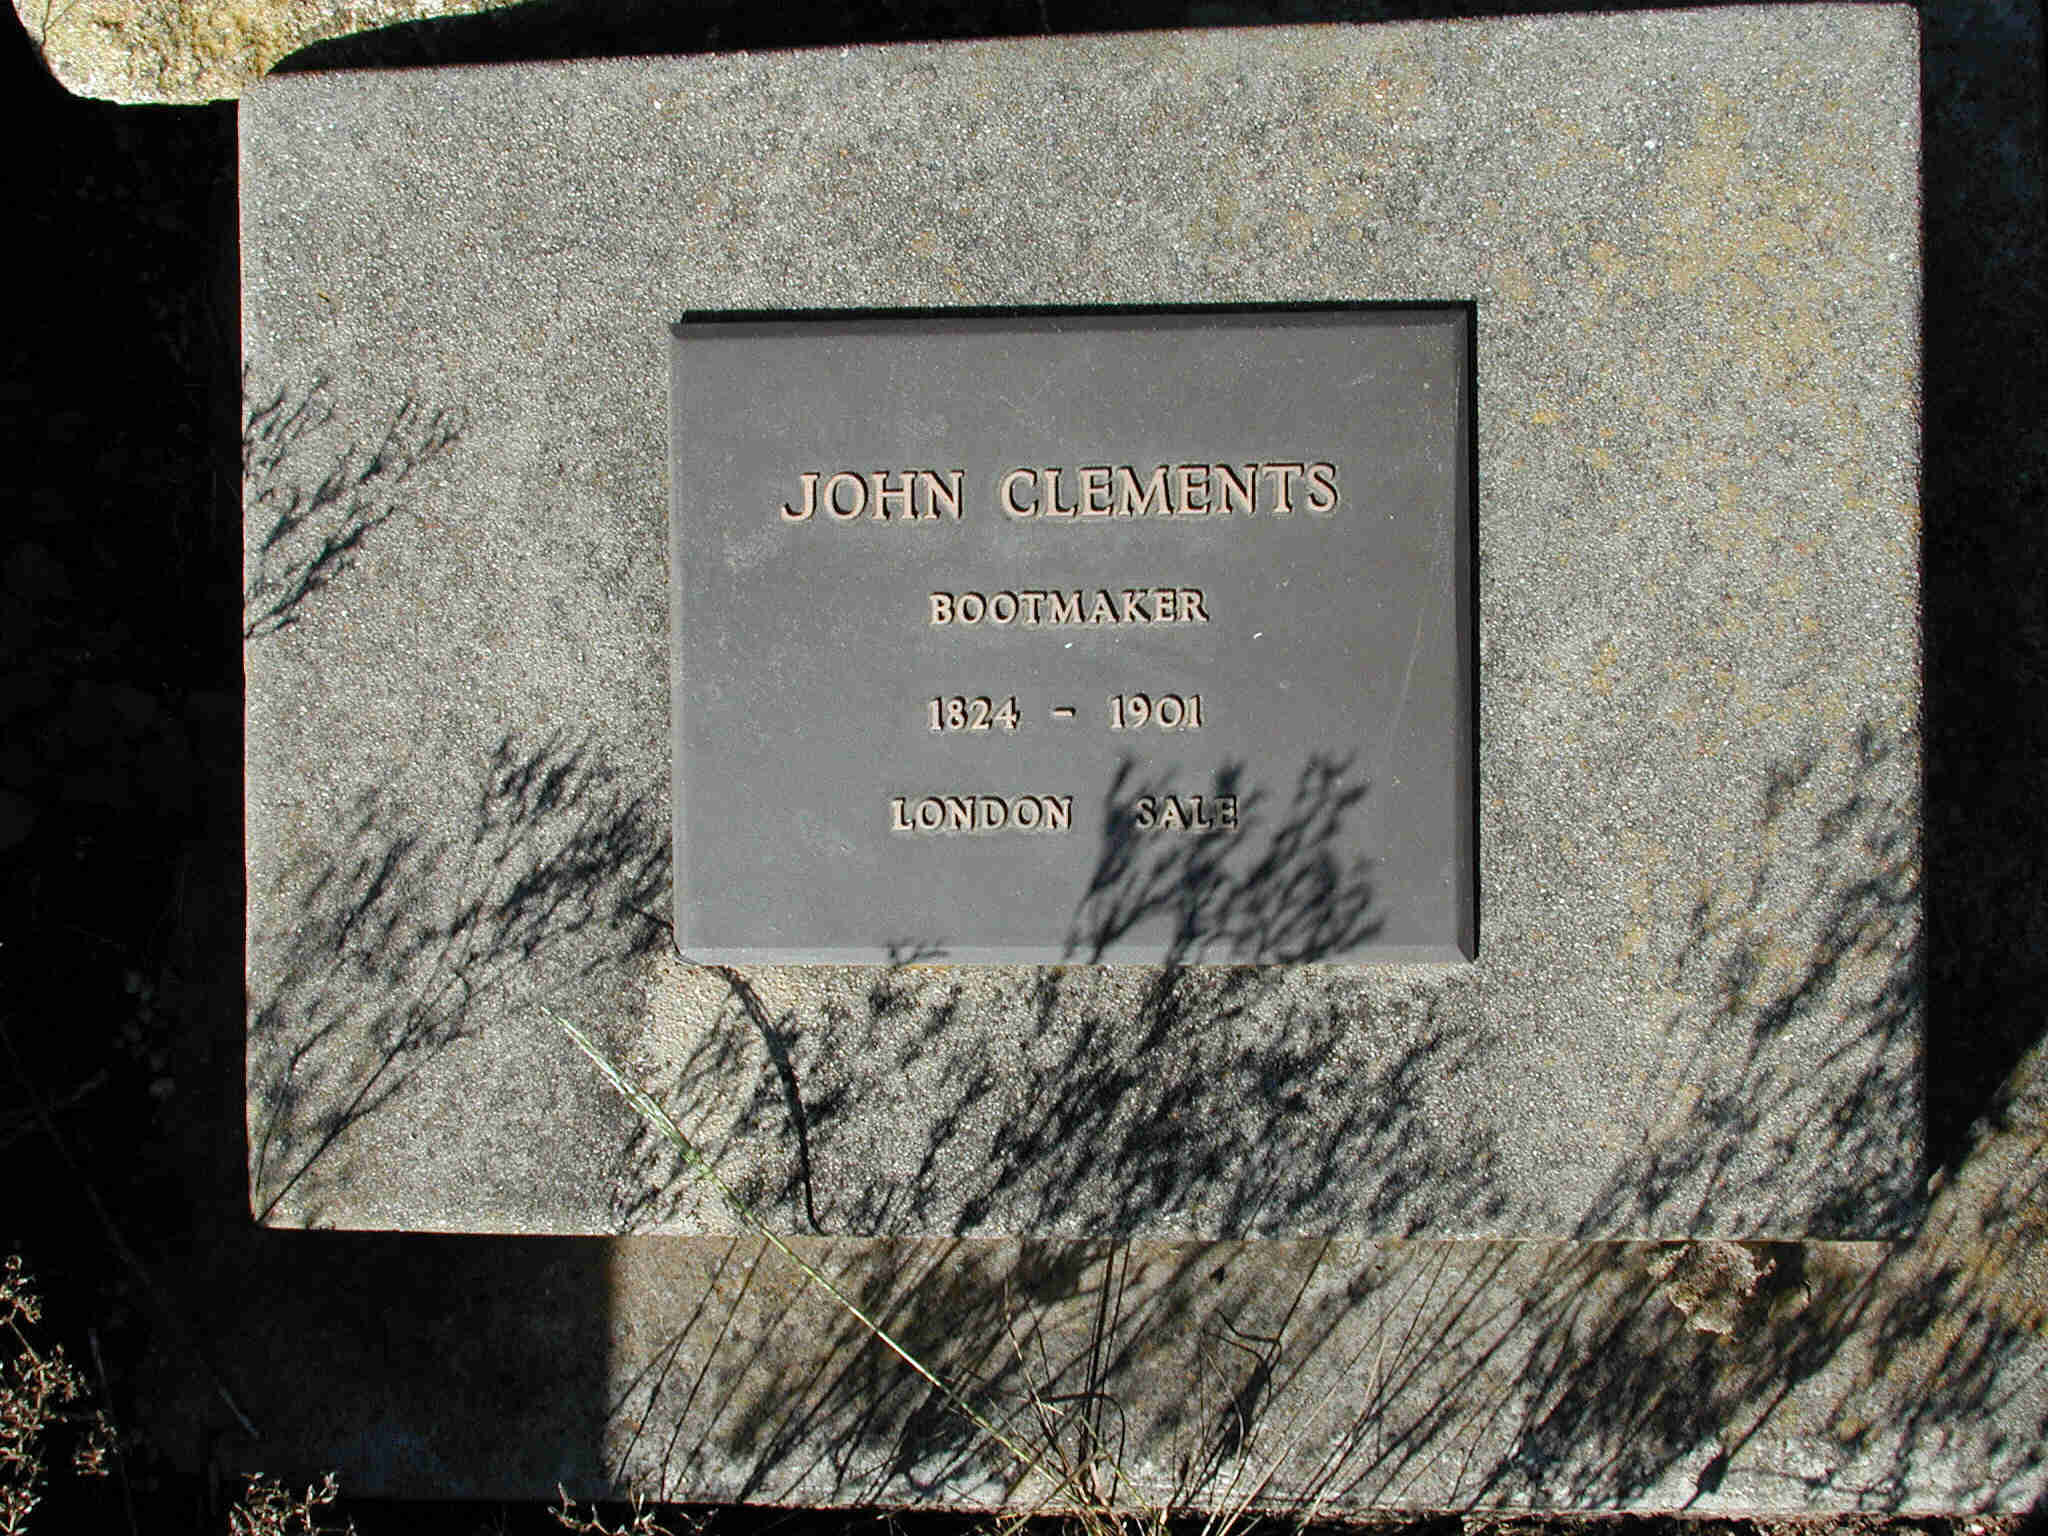 JOHN CLEMENTS
BOOTMAKER
1824 - 1901
LONDON SALE